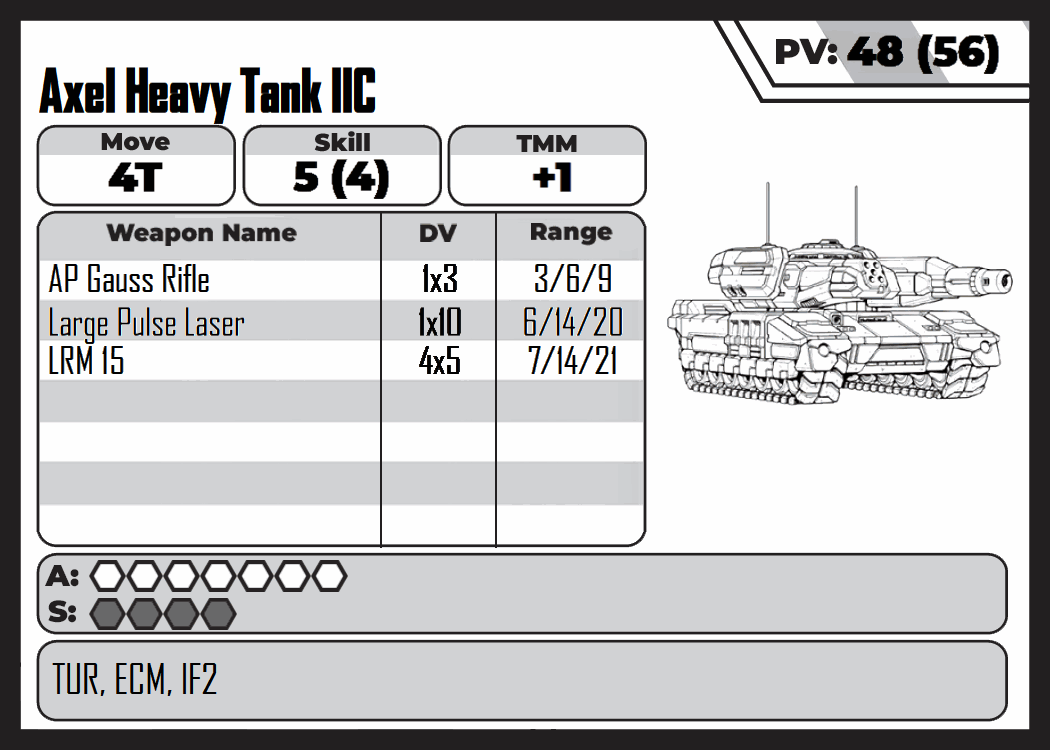 PV: 48 (56)
Axel Heavy Tank IIC
Move Skill TMM
4T 5 (4) +1
Weapon Name DV Range
AP Gauss Rifle 1x3 3/6/9
Large Pulse Laser 1x10 6/14/20
LRM 15 4x5 7/14/21
A:
S:
TUR, ECM, IF2